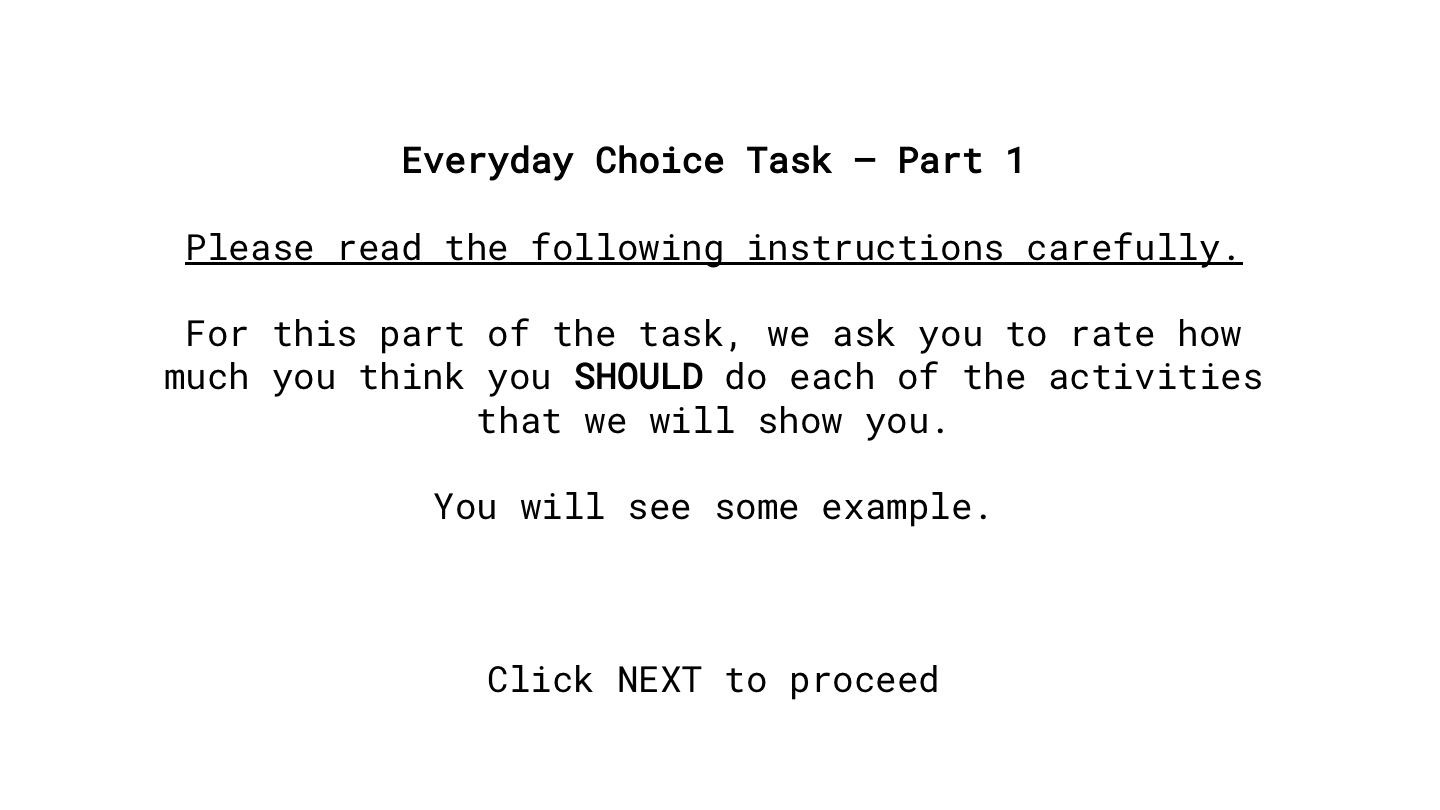 Everyday Choice Task – Part 1
Please read the following instructions carefully.
For this part of the task, we ask you to rate how
much you think you SHOULD do each of the activities
that we will show you.
You will see some example.
Click NEXT to proceed